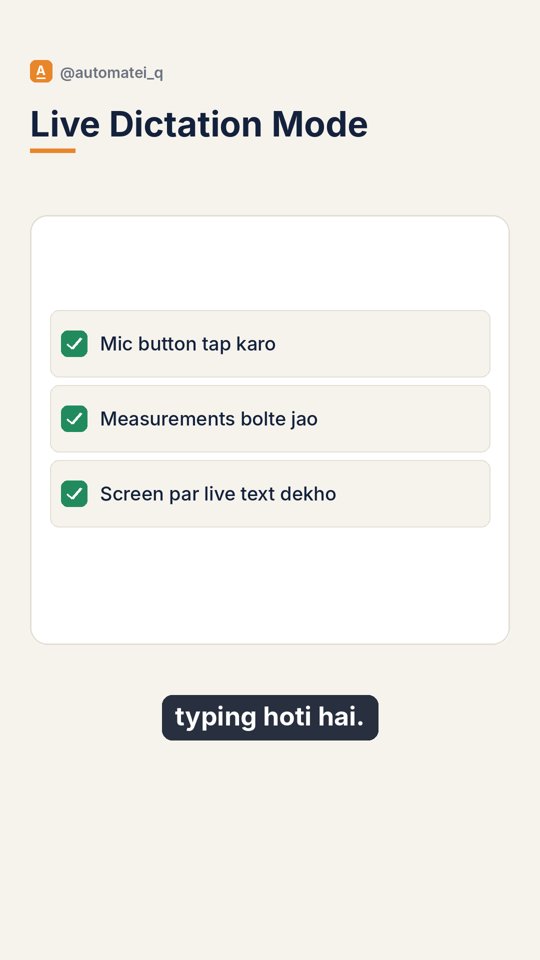 A
@automatei_q
Live Dictation Mode
Mic button tap karo
Measurements bolte jao
Screen par live text dekho
typing hoti hai.